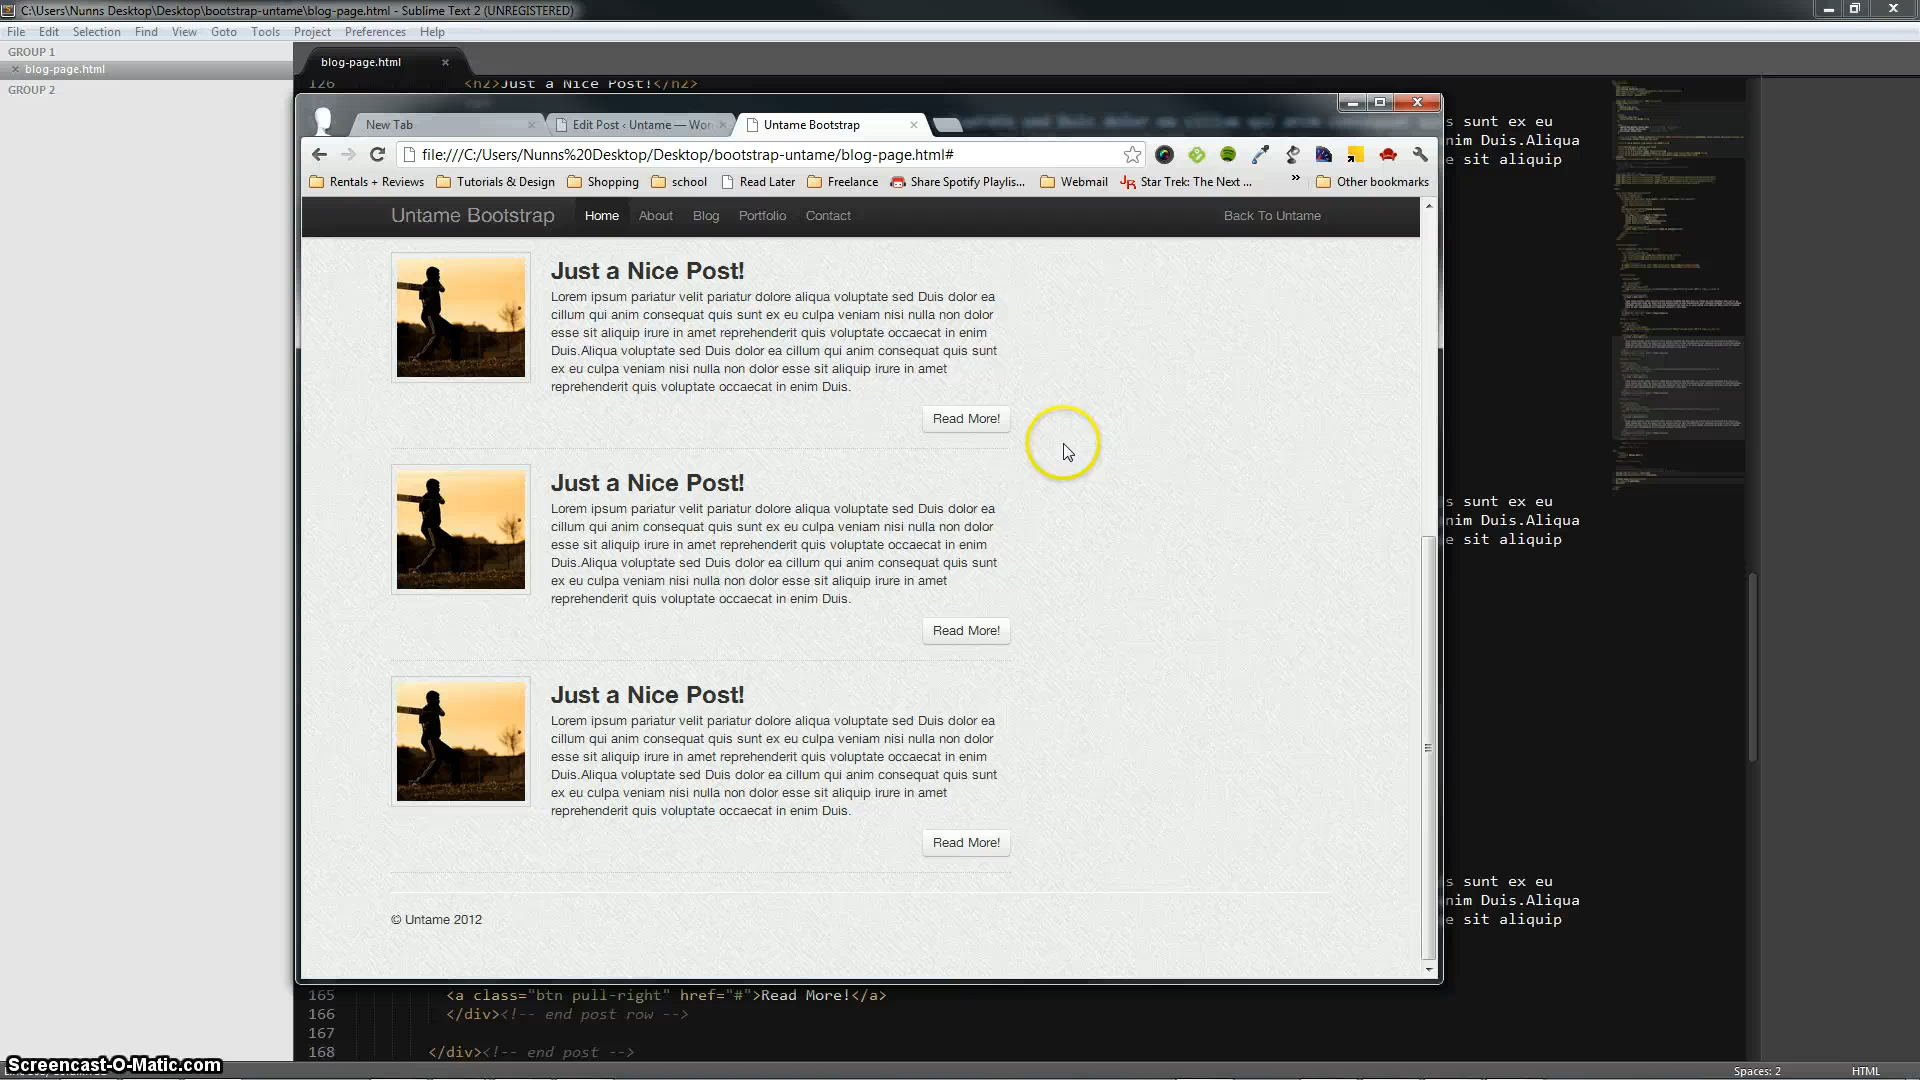 C:\Users\Nunns Desktop\Desktop\bootstrap-untame\blog-page.html - Sublime Text 2 (UNREGISTERED)
File Edit Selection Find View Goto Tools Project Preferences Help
GROUP 1
blog-page.html
GROUP 2
blog-page.html
126 <h2>Just a Nice Post!</h2>
New Tab
Edit Post ‹ Untame — Wor
Untame Bootstrap
file:///C:/Users/Nunns%20Desktop/Desktop/bootstrap-untame/blog-page.html#
Rentals + Reviews Tutorials & Design Shopping school Read Later Freelance Share Spotify Playlis... Webmail Star Trek: The Next ... » Other bookmarks
Untame Bootstrap Home About Blog Portfolio Contact Back To Untame
Just a Nice Post!
Lorem ipsum pariatur velit pariatur dolore aliqua voluptate sed Duis dolor ea
cillum qui anim consequat quis sunt ex eu culpa veniam nisi nulla non dolor
esse sit aliquip irure in amet reprehenderit quis voluptate occaecat in enim
Duis.Aliqua voluptate sed Duis dolor ea cillum qui anim consequat quis sunt
ex eu culpa veniam nisi nulla non dolor esse sit aliquip irure in amet
reprehenderit quis voluptate occaecat in enim Duis.
Read More!
Just a Nice Post!
Lorem ipsum pariatur velit pariatur dolore aliqua voluptate sed Duis dolor ea
cillum qui anim consequat quis sunt ex eu culpa veniam nisi nulla non dolor
esse sit aliquip irure in amet reprehenderit quis voluptate occaecat in enim
Duis.Aliqua voluptate sed Duis dolor ea cillum qui anim consequat quis sunt
ex eu culpa veniam nisi nulla non dolor esse sit aliquip irure in amet
reprehenderit quis voluptate occaecat in enim Duis.
Read More!
Just a Nice Post!
Lorem ipsum pariatur velit pariatur dolore aliqua voluptate sed Duis dolor ea
cillum qui anim consequat quis sunt ex eu culpa veniam nisi nulla non dolor
esse sit aliquip irure in amet reprehenderit quis voluptate occaecat in enim
Duis.Aliqua voluptate sed Duis dolor ea cillum qui anim consequat quis sunt
ex eu culpa veniam nisi nulla non dolor esse sit aliquip irure in amet
reprehenderit quis voluptate occaecat in enim Duis.
Read More!
© Untame 2012
s sunt ex eu
nim Duis.Aliqua
e sit aliquip
s sunt ex eu
nim Duis.Aliqua
e sit aliquip
s sunt ex eu
nim Duis.Aliqua
e sit aliquip
165 <a class="btn pull-right" href="#">Read More!</a>
166 </div><!-- end post row -->
167
168 </div><!-- end post -->
Screencast-O-Matic.com
Spaces: 2 HTML